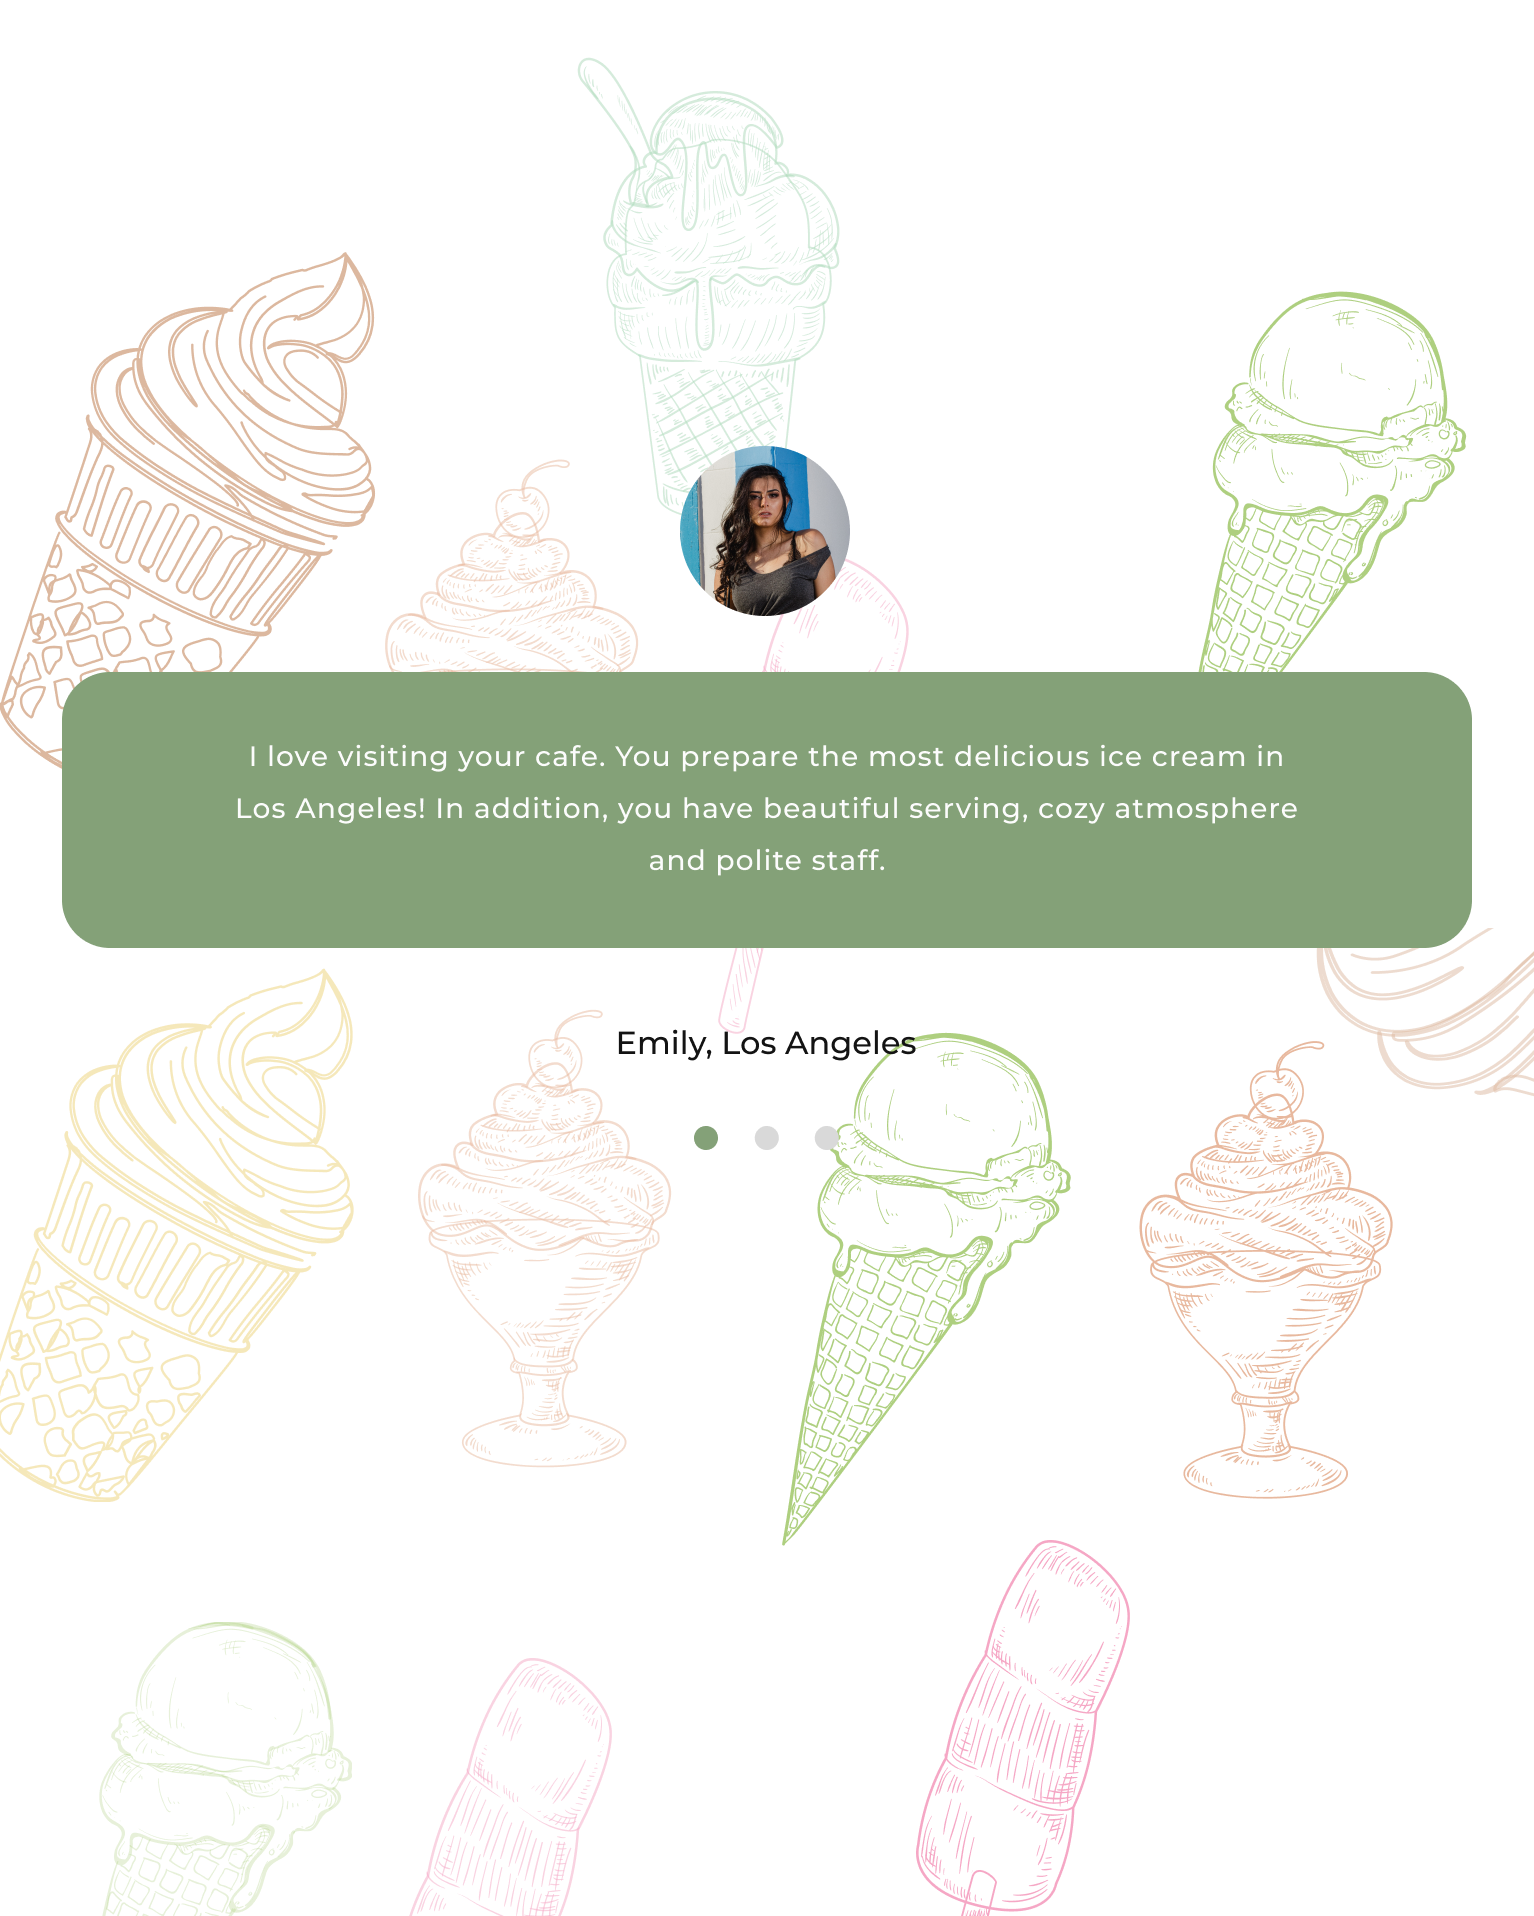 I love visiting your cafe. You prepare the most delicious ice cream in
Los Angeles! In addition, you have beautiful serving, cozy atmosphere
and polite staff.
Emily, Los Angeles